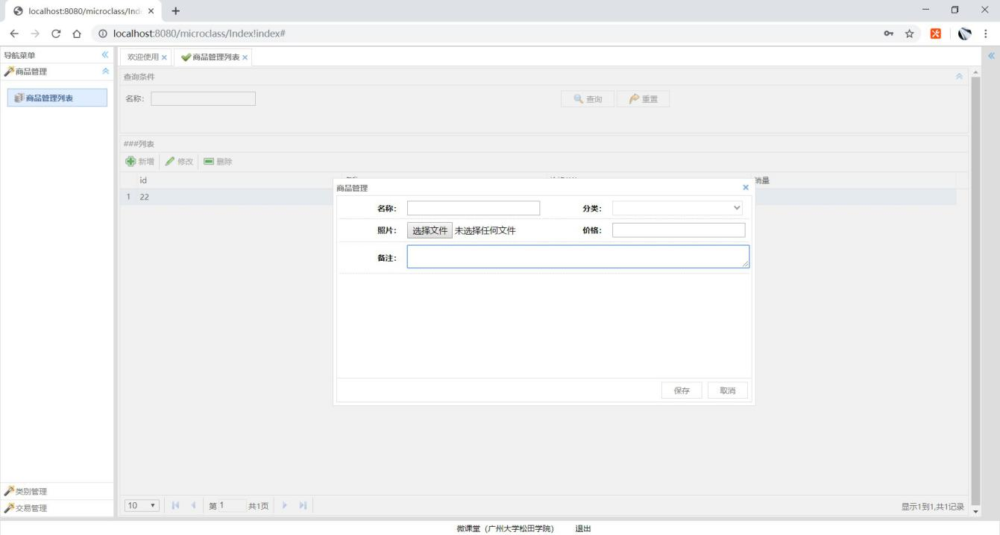 localhost:8080/microclass/Ind
localhost:8080/microclass/Index!index#
导航菜单
欢迎使用
商品管理列表
商品管理
查询条件
商品管理列表
名称:
查询
重置
###列表
新增
修改
删除
id
销量
1
22
商品管理
名称:
分类:
照片:
选择文件 未选择任何文件
价格:
备注:
保存
取消
类别管理
交易管理
10
第 1
共1页
显示1到1,共1记录
微课堂（广州大学松田学院）
退出